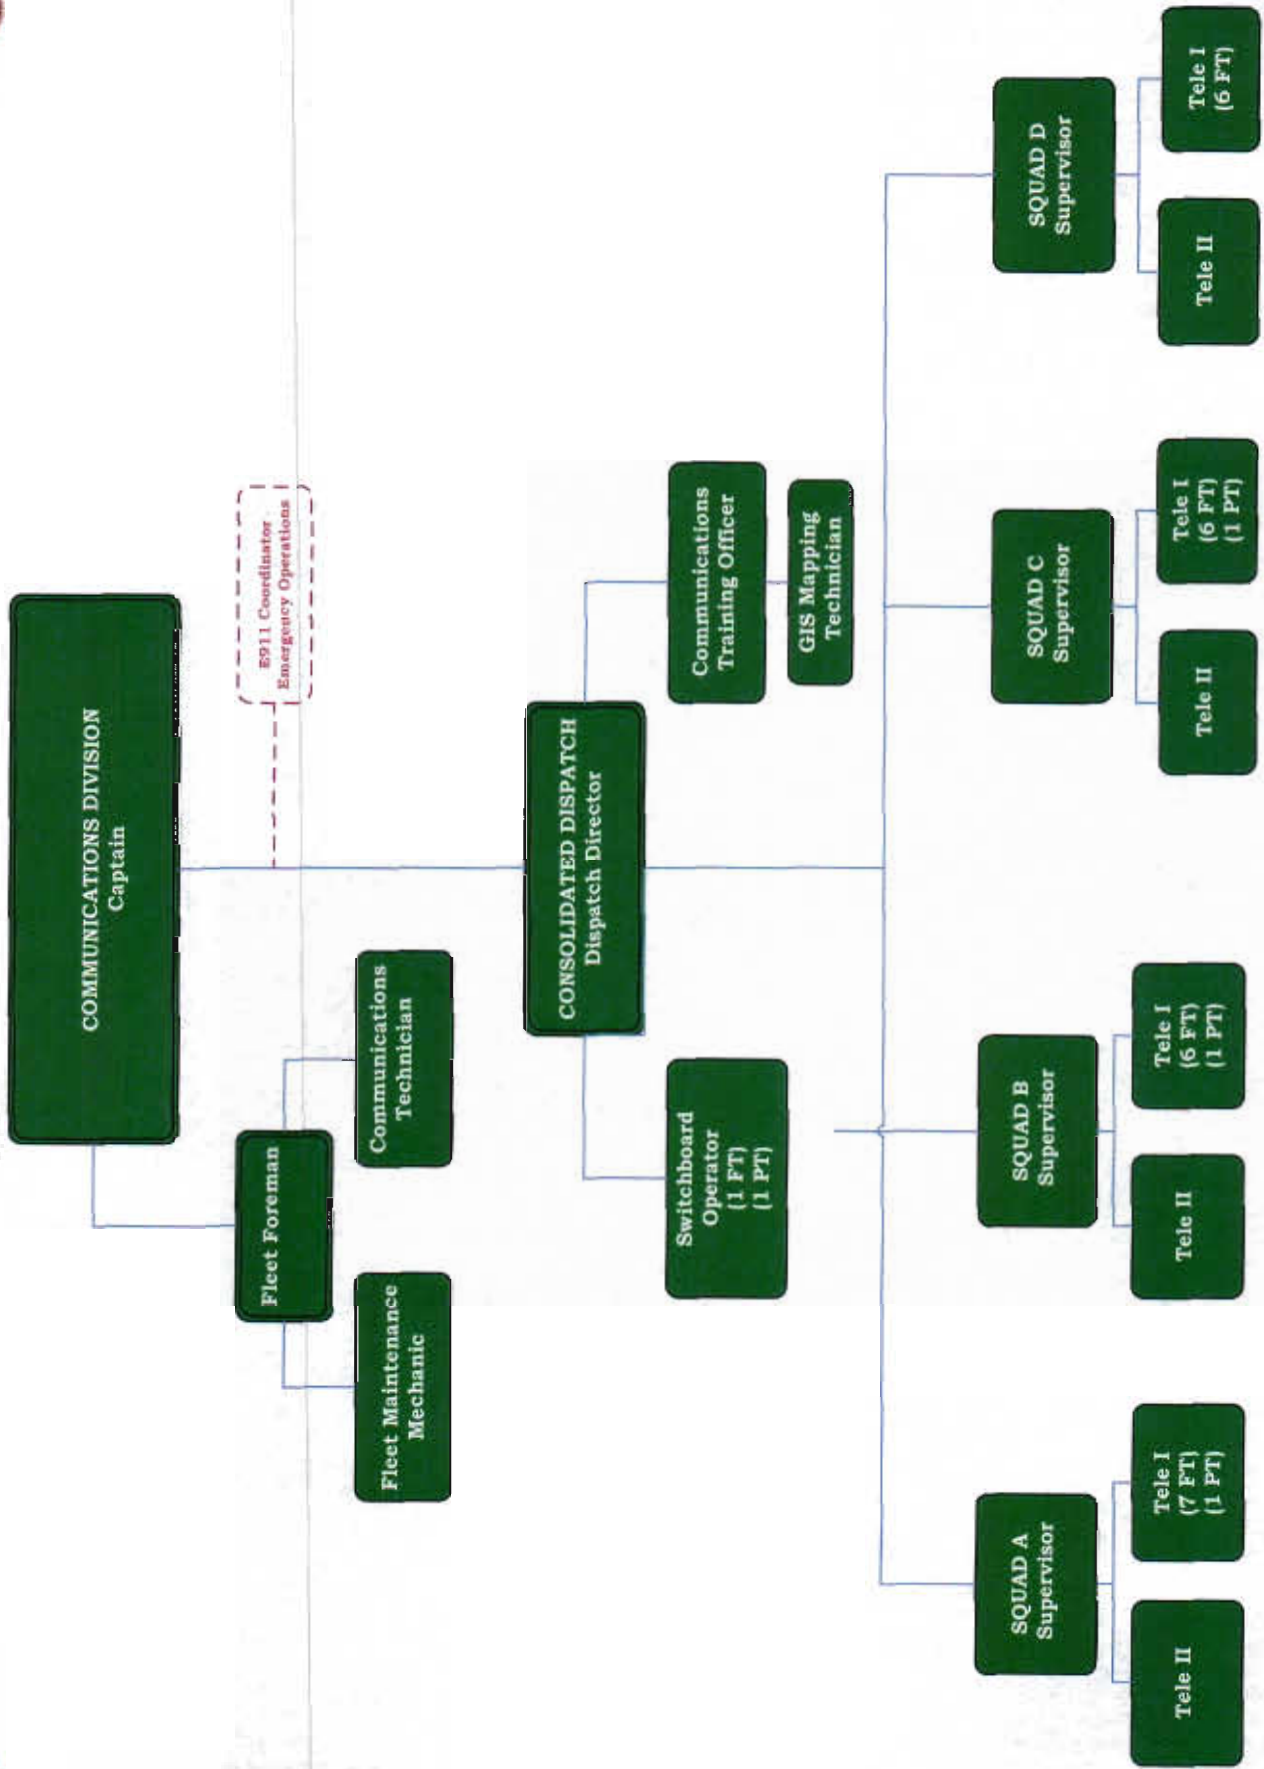 COMMUNICATIONS DIVISION
Captain
E911 Coordinator
Emergency Operations
Fleet Foreman
Fleet Maintenance
Mechanic
Communications
Technician
CONSOLIDATED DISPATCH
Dispatch Director
Switchboard
Operator
(1 FT)
(1 PT)
Communications
Training Officer
GIS Mapping
Technician
SQUAD A
Supervisor
Tele II
Tele I
(7 FT)
(1 PT)
SQUAD B
Supervisor
Tele II
Tele I
(6 FT)
(1 PT)
SQUAD C
Supervisor
Tele II
Tele I
(6 FT)
(1 PT)
SQUAD D
Supervisor
Tele II
Tele I
(6 FT)